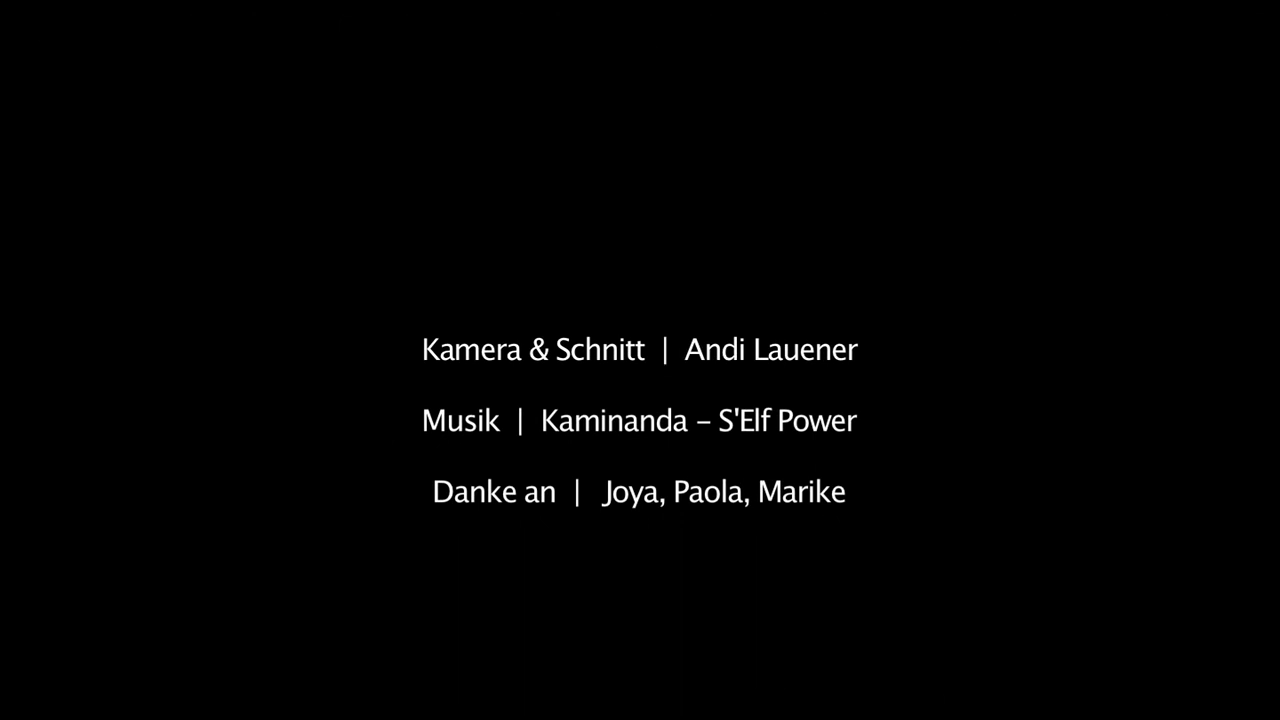 Kamera & Schnitt | Andi Lauener
Musik | Kaminanda – S'Elf Power
Danke an | Joya, Paola, Marike